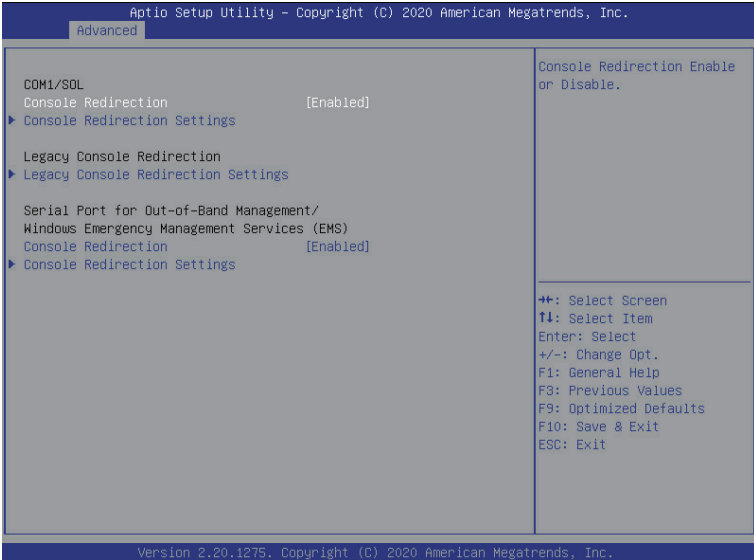 Aptio Setup Utility – Copyright (C) 2020 American Megatrends, Inc.
Advanced
COM1/SOL
Console Redirection [Enabled]
▶ Console Redirection Settings
Legacy Console Redirection
▶ Legacy Console Redirection Settings
Serial Port for Out-of-Band Management/
Windows Emergency Management Services (EMS)
Console Redirection [Enabled]
▶ Console Redirection Settings
Console Redirection Enable
or Disable.
→←: Select Screen
↑↓: Select Item
Enter: Select
+/-: Change Opt.
F1: General Help
F3: Previous Values
F9: Optimized Defaults
F10: Save & Exit
ESC: Exit
Version 2.20.1275. Copyright (C) 2020 American Megatrends, Inc.